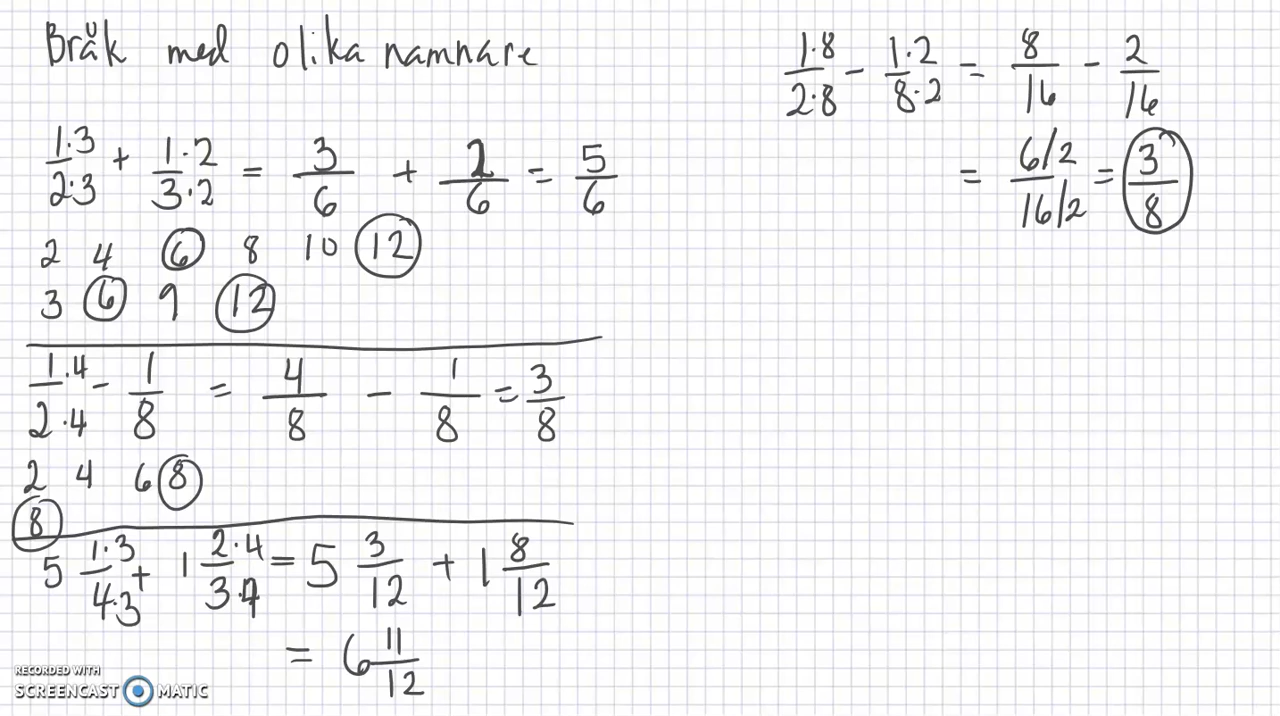 Bråk med olika namnare
1·3/2·3 + 1·2/3·2 = 3/6 + 2/6 = 5/6
2 4 6 8 10 12
3 6 9 12
1·4/2·4 - 1/8 = 4/8 - 1/8 = 3/8
2 4 6 8
8
5 1·3/4·3 + 1 2·4/3·4 = 5 3/12 + 1 8/12
= 6 11/12
1·8/2·8 - 1·2/8·2 = 8/16 - 2/16
= 6/2/16/2 = 3/8
RECORDED WITH
SCREENCAST MATIC